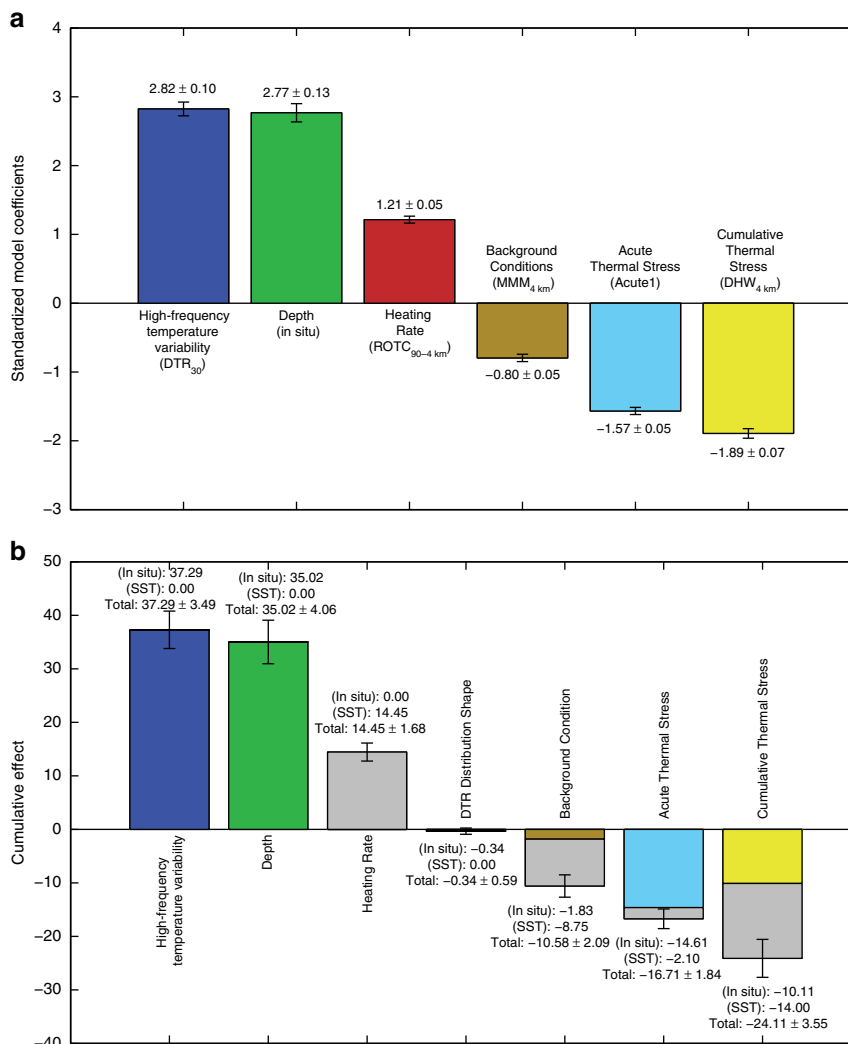 a
4
3
2
1
0
−1
−2
−3
Standardized model coefficients
2.82 ± 0.10
2.77 ± 0.13
1.21 ± 0.05
Background
Conditions
(MMM4 km)
Acute
Thermal Stress
(Acute1)
Cumulative
Thermal
Stress
(DHW4 km)
High-frequency
temperature
variability
(DTR30)
Depth
(in situ)
Heating
Rate
(ROTC90–4 km)
−0.80 ± 0.05
−1.57 ± 0.05
−1.89 ± 0.07
b
50
40
30
20
10
0
−10
−20
−30
−40
Cumulative effect
(In situ): 37.29
(SST): 0.00
Total: 37.29 ± 3.49
(In situ): 35.02
(SST): 0.00
Total: 35.02 ± 4.06
(In situ): 0.00
(SST): 14.45
Total: 14.45 ± 1.68
DTR Distribution Shape
Background Condition
Acute Thermal Stress
Cumulative Thermal Stress
High-frequency
temperature variability
Depth
Heating Rate
(In situ): −0.34
(SST): 0.00
Total: −0.34 ± 0.59
(In situ): −1.83
(SST): −8.75
Total: −10.58 ± 2.09
(In situ): −14.61
(SST): −2.10
Total: −16.71 ± 1.84
(In situ): −10.11
(SST): −14.00
Total: −24.11 ± 3.55